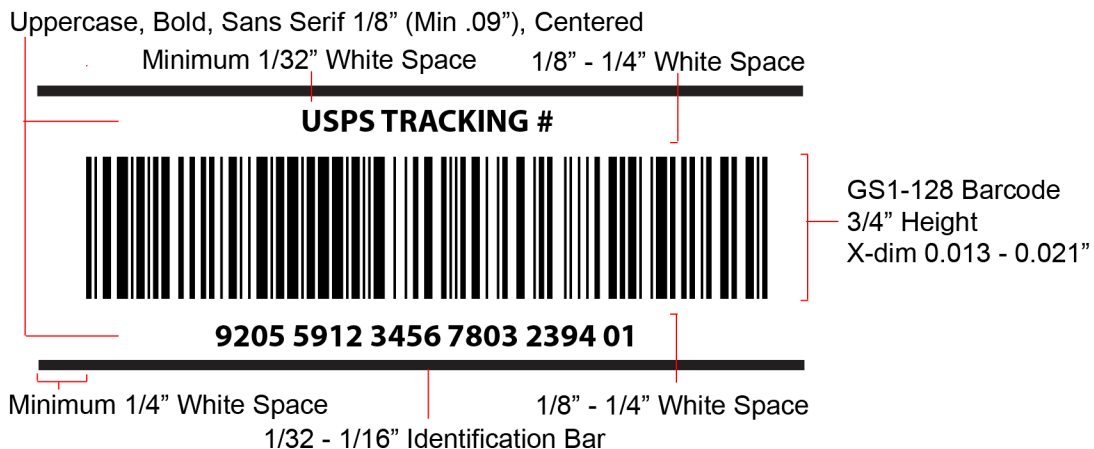 Uppercase, Bold, Sans Serif 1/8” (Min .09”), Centered
Minimum 1/32” White Space
1/8” - 1/4” White Space
USPS TRACKING #
GS1-128 Barcode
3/4” Height
X-dim 0.013 - 0.021”
9205 5912 3456 7803 2394 01
Minimum 1/4” White Space
1/8” - 1/4” White Space
1/32 - 1/16” Identification Bar